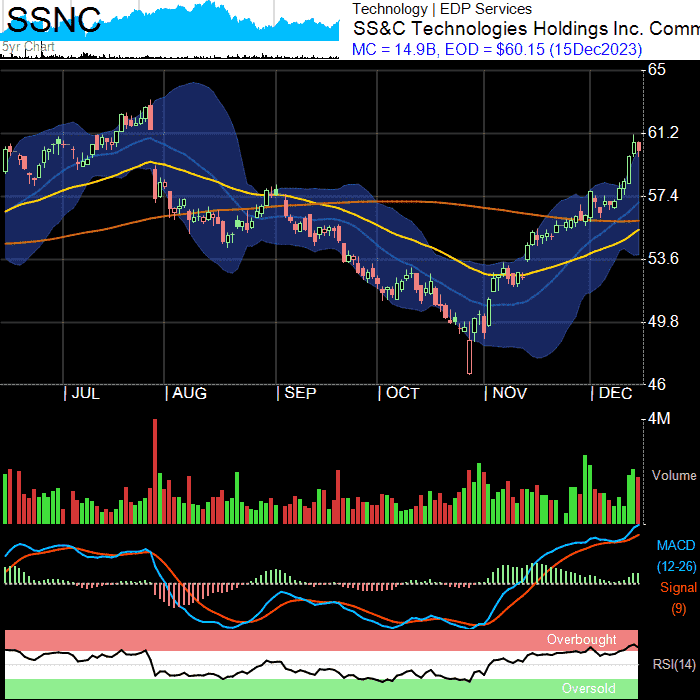 SSNC
5yr Chart
Technology | EDP Services
SS&C Technologies Holdings Inc. Comm
MC = 14.9B, EOD = $60.15 (15Dec2023)
65
61.2
57.4
53.6
49.8
46
| JUL | AUG | SEP | OCT | NOV | DEC
4M
Volume
MACD
(12-26)
Signal
(9)
Overbought
RSI(14)
Oversold